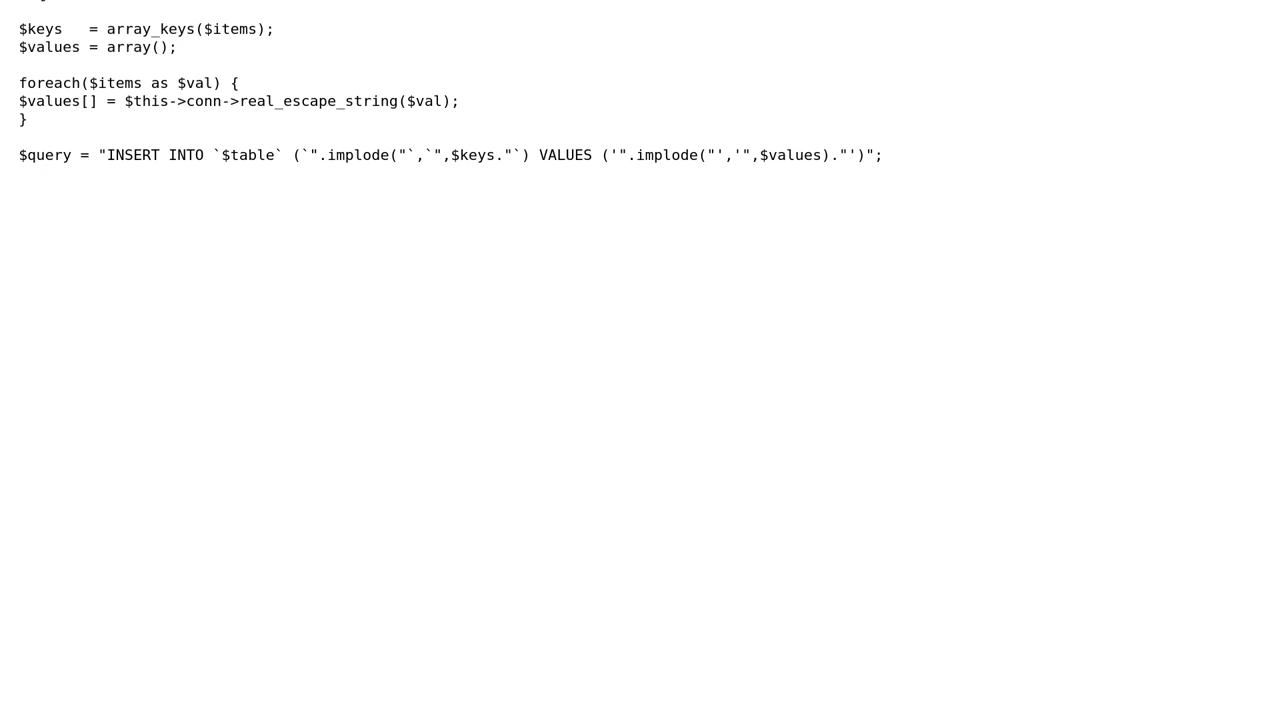 $keys   = array_keys($items);
$values = array();
foreach($items as $val) {
$values[] = $this->conn->real_escape_string($val);
}
$query = "INSERT INTO `$table` (`".implode("`,`",$keys."`) VALUES ('".implode("','",$values)."')";